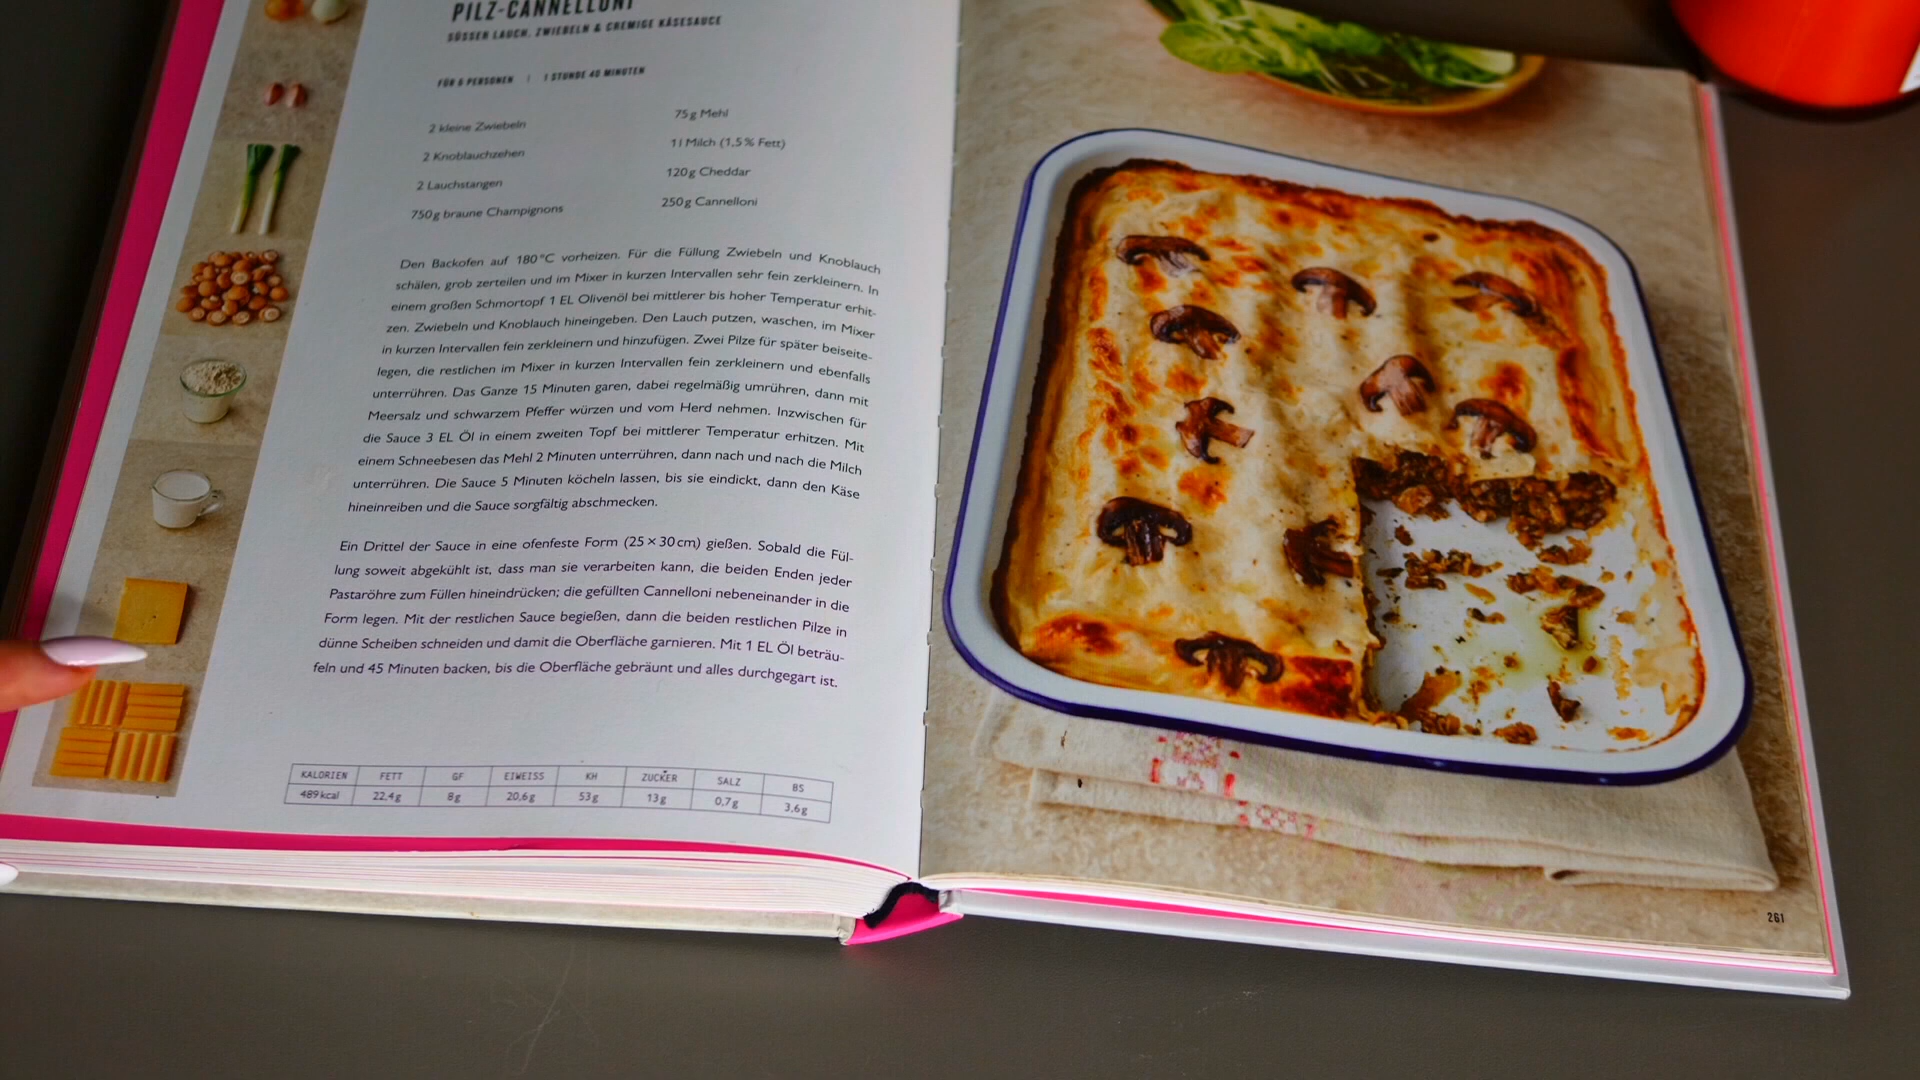 PILZ-CANNELLONI
SÜSSER LAUCH, ZWIEBELN & CREMIGE KÄSESAUCE
FÜR 6 PERSONEN | 1 STUNDE 40 MINUTEN
2 kleine Zwiebeln
2 Knoblauchzehen
2 Lauchstangen
750 g braune Champignons
75 g Mehl
1 l Milch (1,5 % Fett)
120 g Cheddar
250 g Cannelloni
Den Backofen auf 180 °C vorheizen. Für die Füllung Zwiebeln und Knoblauch
schälen, grob zerteilen und im Mixer in kurzen Intervallen sehr fein zerkleinern. In
einem großen Schmortopf 1 EL Olivenöl bei mittlerer bis hoher Temperatur erhit-
zen. Zwiebeln und Knoblauch hineingeben. Den Lauch putzen, waschen, im Mixer
in kurzen Intervallen fein zerkleinern und hinzufügen. Zwei Pilze für später beiseite-
legen, die restlichen im Mixer in kurzen Intervallen fein zerkleinern und ebenfalls
unterrühren. Das Ganze 15 Minuten garen, dabei regelmäßig umrühren, dann mit
Meersalz und schwarzem Pfeffer würzen und vom Herd nehmen. Inzwischen für
die Sauce 3 EL Öl in einem zweiten Topf bei mittlerer Temperatur erhitzen. Mit
einem Schneebesen das Mehl 2 Minuten unterrühren, dann nach und nach die Milch
unterrühren. Die Sauce 5 Minuten köcheln lassen, bis sie eindickt, dann den Käse
hineinreiben und die Sauce sorgfältig abschmecken.
Ein Drittel der Sauce in eine ofenfeste Form (25 × 30 cm) gießen. Sobald die Fül-
lung soweit abgekühlt ist, dass man sie verarbeiten kann, die beiden Enden jeder
Pastaröhre zum Füllen hineindrücken; die gefüllten Cannelloni nebeneinander in die
Form legen. Mit der restlichen Sauce begießen, dann die beiden restlichen Pilze in
dünne Scheiben schneiden und damit die Oberfläche garnieren. Mit 1 EL Öl beträu-
feln und 45 Minuten backen, bis die Oberfläche gebräunt und alles durchgegart ist.
KALORIEN FETT GF EIWEISS KH ZUCKER SALZ BS
489 kcal 22,4 g 8 g 20,6 g 53 g 13 g 0,7 g 3,6 g
261